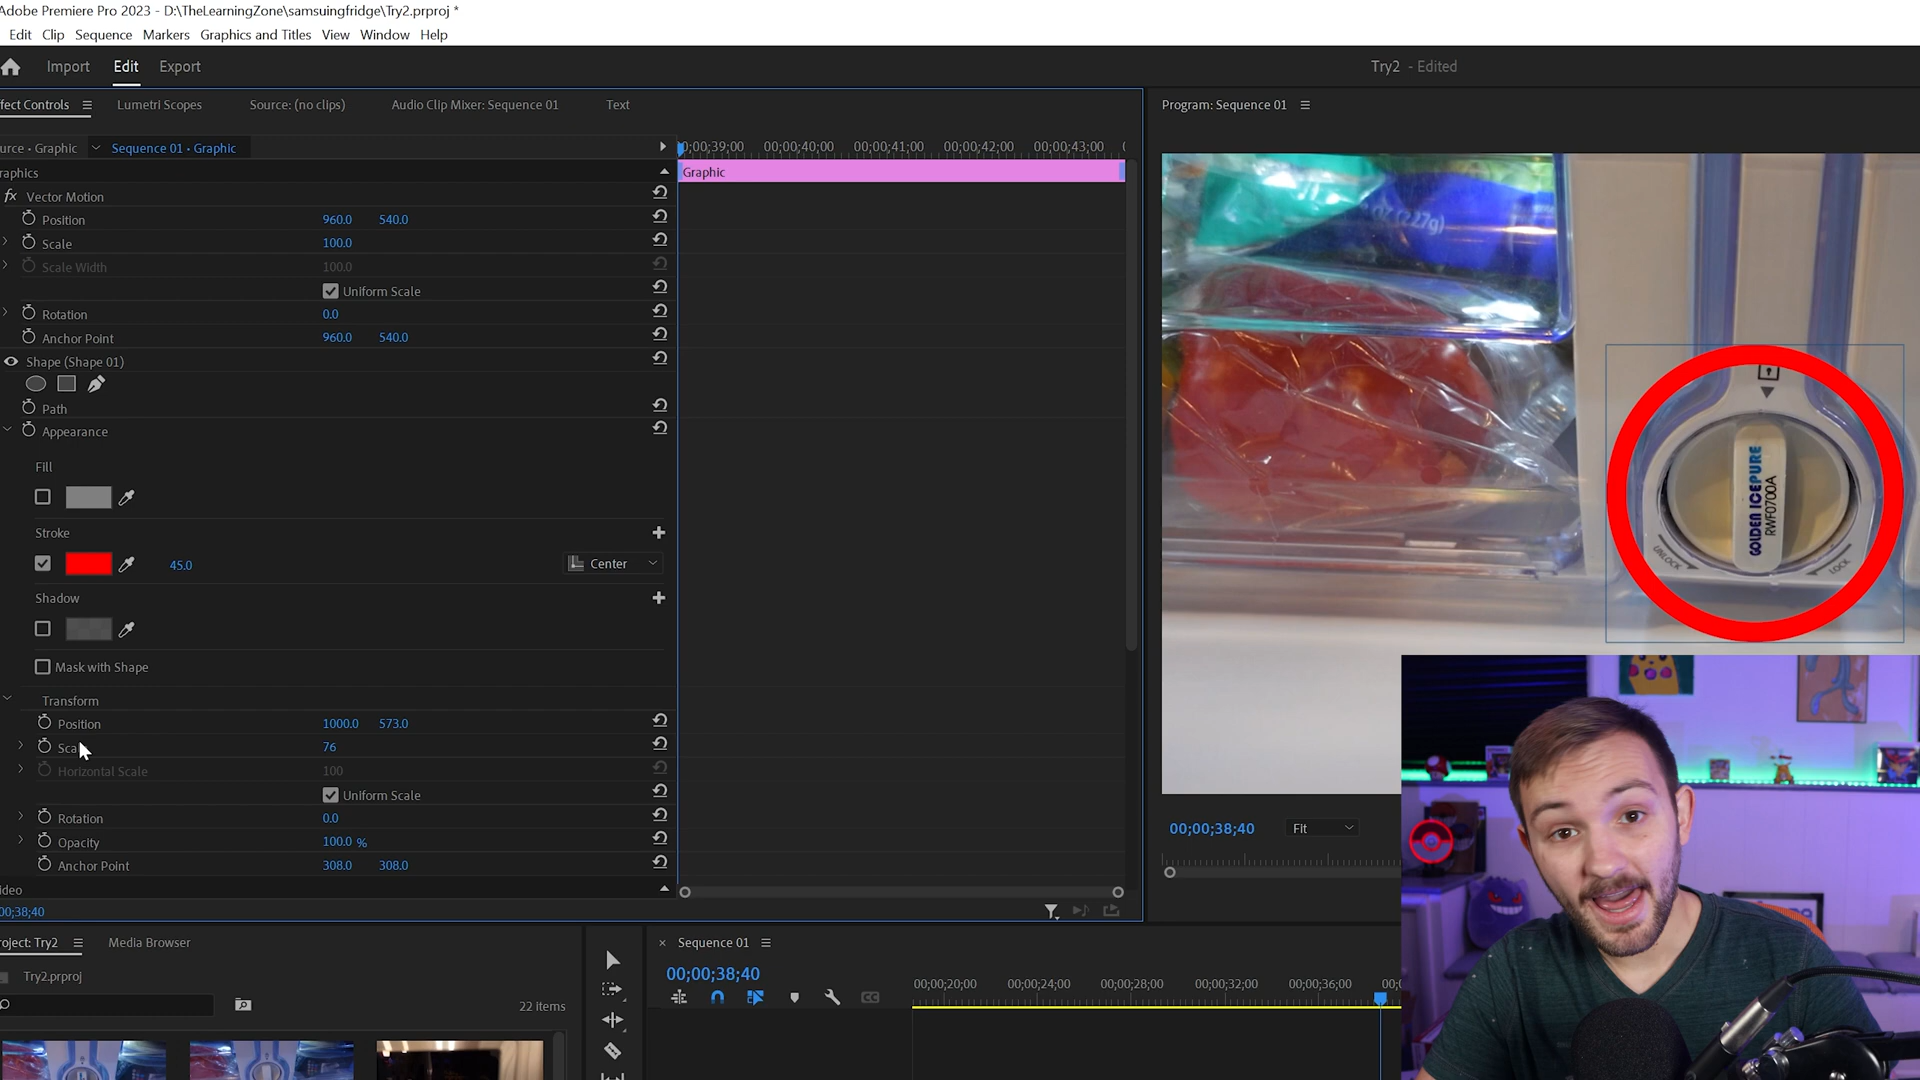 Adobe Premiere Pro 2023 - D:\TheLearningZone\samsuingfridge\Try2.prproj *
Edit Clip Sequence Markers Graphics and Titles View Window Help
Import Edit Export
Try2 - Edited
fect Controls Lumetri Scopes Source: (no clips) Audio Clip Mixer: Sequence 01 Text
Program: Sequence 01
urce • Graphic Sequence 01 • Graphic
0;00;39;00 00;00;40;00 00;00;41;00 00;00;42;00 00;00;43;00
raphics
Graphic
fx Vector Motion
Position 960.0 540.0
Scale 100.0
Scale Width 100.0
Uniform Scale
Rotation 0.0
Anchor Point 960.0 540.0
Shape (Shape 01)
Path
Appearance
Fill
Stroke
45.0 Center
Shadow
Mask with Shape
Transform
Position 1000.0 573.0
Sca 76
Horizontal Scale 100
Uniform Scale
Rotation 0.0
Opacity 100.0 %
Anchor Point 308.0 308.0
ideo
00;38;40
oz (227g)
GOLDEN ICEPURE
RWF0700A
UNLOCK
LOCK
00;00;38;40 Fit
roject: Try2 Media Browser
Try2.prproj
22 items
× Sequence 01
00;00;38;40
00;00;20;00 00;00;24;00 00;00;28;00 00;00;32;00 00;00;36;00 00;